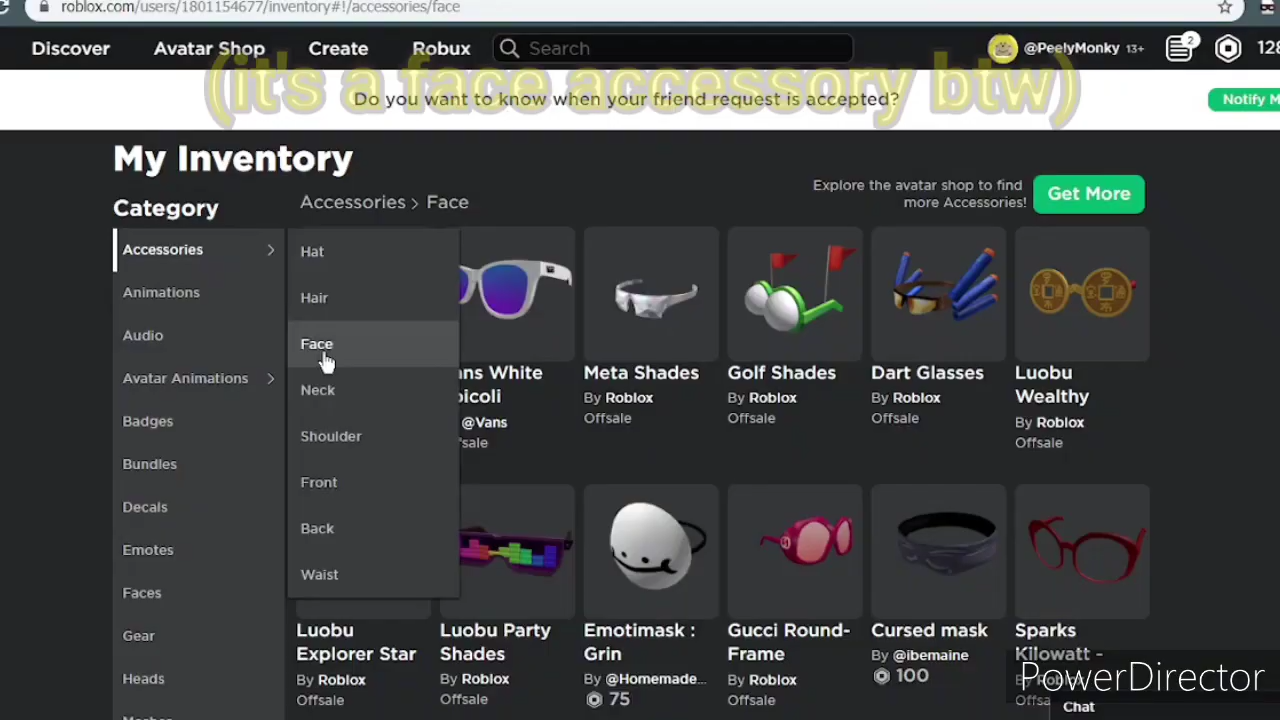 roblox.com/users/1801154677/inventory#!/accessories/face
Discover
Avatar Shop
Create
Robux
Search
@PeelyMonky 13+
2
128
(it's a face accessory btw)
Do you want to know when your friend request is accepted?
Notify M
My Inventory
Category
Accessories > Face
Explore the avatar shop to find
more Accessories!
Get More
Accessories
Animations
Audio
Avatar Animations
Badges
Bundles
Decals
Emotes
Faces
Gear
Heads
Hat
Hair
Face
Neck
Shoulder
Front
Back
Waist
ans White
picoli
@Vans
sale
Meta Shades
By Roblox
Offsale
Golf Shades
By Roblox
Offsale
Dart Glasses
By Roblox
Offsale
Luobu
Wealthy
By Roblox
Offsale
Luobu
Explorer Star
By Roblox
Offsale
Luobu Party
Shades
By Roblox
Offsale
Emotimask :
Grin
By @Homemade...
75
Gucci Round-
Frame
By Roblox
Offsale
Cursed mask
By @ibemaine
100
Sparks
Kilowatt -
PowerDirector
Chat